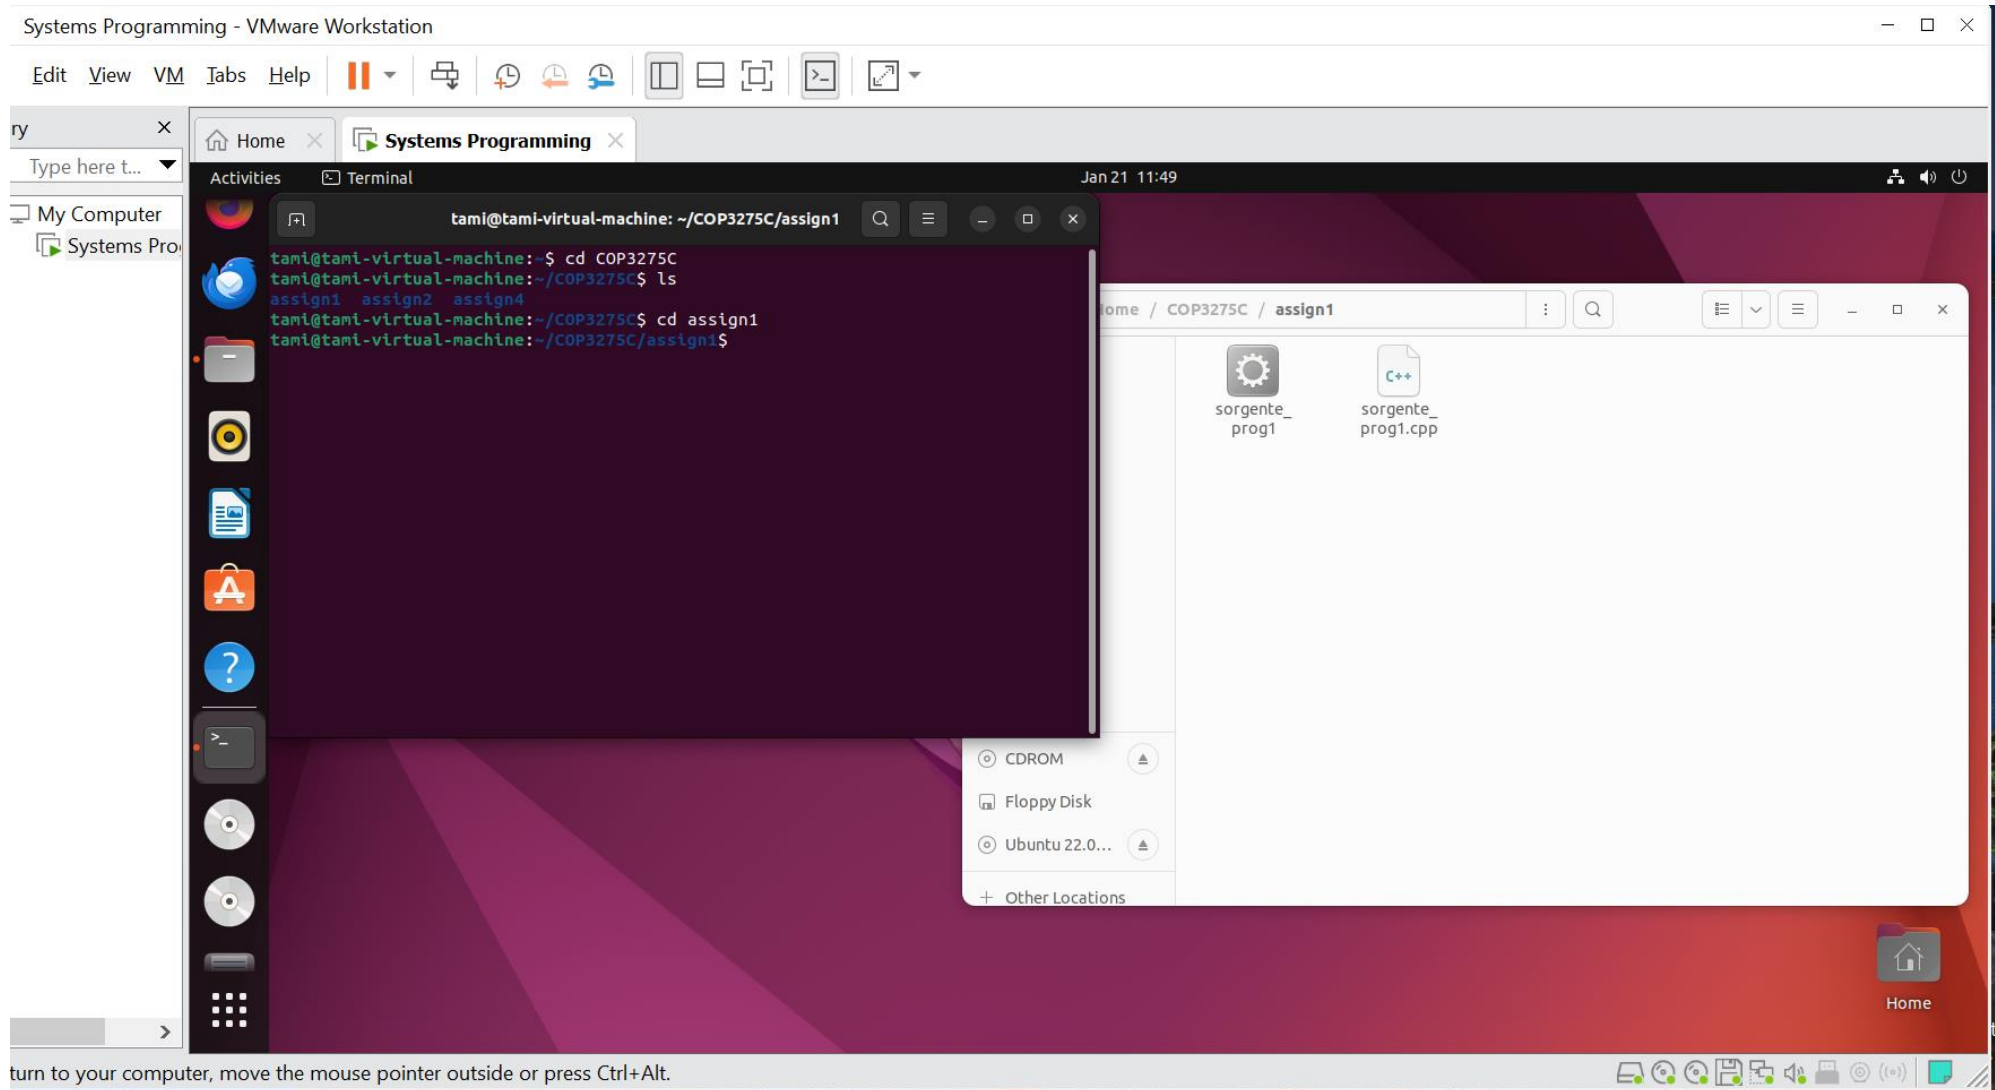 Systems Programming - VMware Workstation
Edit View VM Tabs Help
ry
Home
Systems Programming
Type here t...
Activities Terminal Jan 21 11:49
My Computer
Systems Pro
tami@tami-virtual-machine: ~/COP3275C/assign1
tami@tami-virtual-machine:~$ cd COP3275C
tami@tami-virtual-machine:~/COP3275C$ ls
assign1 assign2 assign4
tami@tami-virtual-machine:~/COP3275C$ cd assign1
tami@tami-virtual-machine:~/COP3275C/assign1$
ome / COP3275C / assign1
C++
sorgente_
prog1
sorgente_
prog1.cpp
CDROM
Floppy Disk
Ubuntu 22.0...
Other Locations
Home
turn to your computer, move the mouse pointer outside or press Ctrl+Alt.